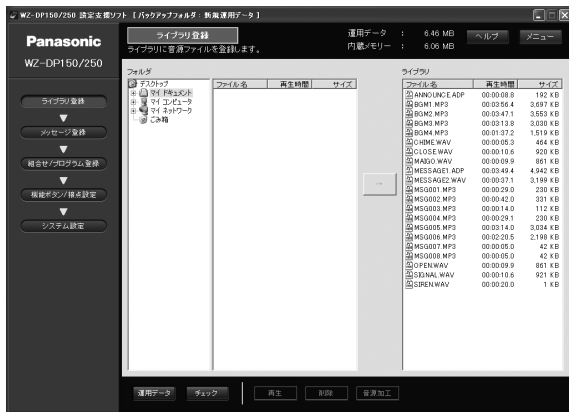 WZ-DP150/250 設定支援ソフト [バックアップフォルダ：新規運用データ]
Panasonic
WZ-DP150/250
ライブラリ登録
メッセージ登録
組合せ/プログラム登録
機能ボタン/接点設定
システム設定
ライブラリ登録
ライブラリに音源ファイルを登録します。
運用データ : 6.46 MB
内蔵メモリー : 6.06 MB
ヘルプ
メニュー
フォルダ
デスクトップ
マイ ドキュメント
マイ コンピュータ
マイ ネットワーク
ごみ箱
ファイル名 再生時間 サイズ
→
ライブラリ
ファイル名 再生時間 サイズ
ANNOUNCE.ADP 00:00:08.8 192 KB
BGM1.MP3 00:03:56.4 3,697 KB
BGM2.MP3 00:03:47.1 3,553 KB
BGM3.MP3 00:03:13.8 3,030 KB
BGM4.MP3 00:01:37.2 1,519 KB
CHIME.WAV 00:00:05.3 464 KB
CLOSE.WAV 00:00:10.6 920 KB
MAIGO.WAV 00:00:09.9 861 KB
MESSAGE1.ADP 00:03:49.4 4,942 KB
MESSAGE2.WAV 00:00:37.1 3,199 KB
MSG001.MP3 00:00:29.0 230 KB
MSG002.MP3 00:00:42.0 331 KB
MSG003.MP3 00:00:14.0 112 KB
MSG004.MP3 00:00:29.1 230 KB
MSG005.MP3 00:03:14.0 3,034 KB
MSG006.MP3 00:02:20.5 2,198 KB
MSG007.MP3 00:00:05.0 42 KB
MSG008.MP3 00:00:05.0 42 KB
OPEN.WAV 00:00:09.9 861 KB
SIGNAL.WAV 00:00:10.6 921 KB
SIREN.WAV 00:00:20.0 1 KB
運用データ
チェック
再生
削除
音源加工